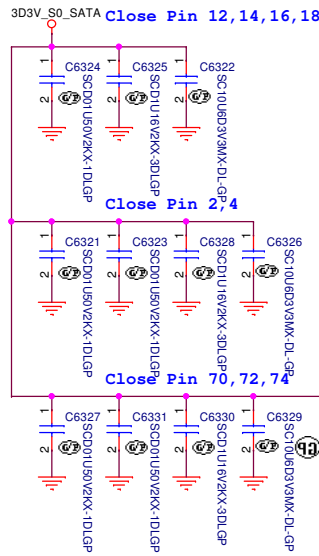 3D3V_S0_SATA
Close Pin 12,14,16,18
C6324
SCD01U50V2KX-1DLGP
1
2
G/P
C6325
SCD1U16V2KX-3DLGP
1
2
G/P
C6322
SC10U6D3V3MX-DL-GP
1
2
G/P
Close Pin 2,4
C6321
SCD01U50V2KX-1DLGP
1
2
G/P
C6323
SCD01U50V2KX-1DLGP
1
2
G/P
C6328
SCD1U16V2KX-3DLGP
1
2
G/P
C6326
SC10U6D3V3MX-DL-GP
1
2
G/P
Close Pin 70,72,74
C6327
SCD01U50V2KX-1DLGP
1
2
G/P
C6331
SCD01U50V2KX-1DLGP
1
2
G/P
C6330
SCD1U16V2KX-3DLGP
1
2
G/P
C6329
SC10U6D3V3MX-DL-GP
1
2
G/P
GP